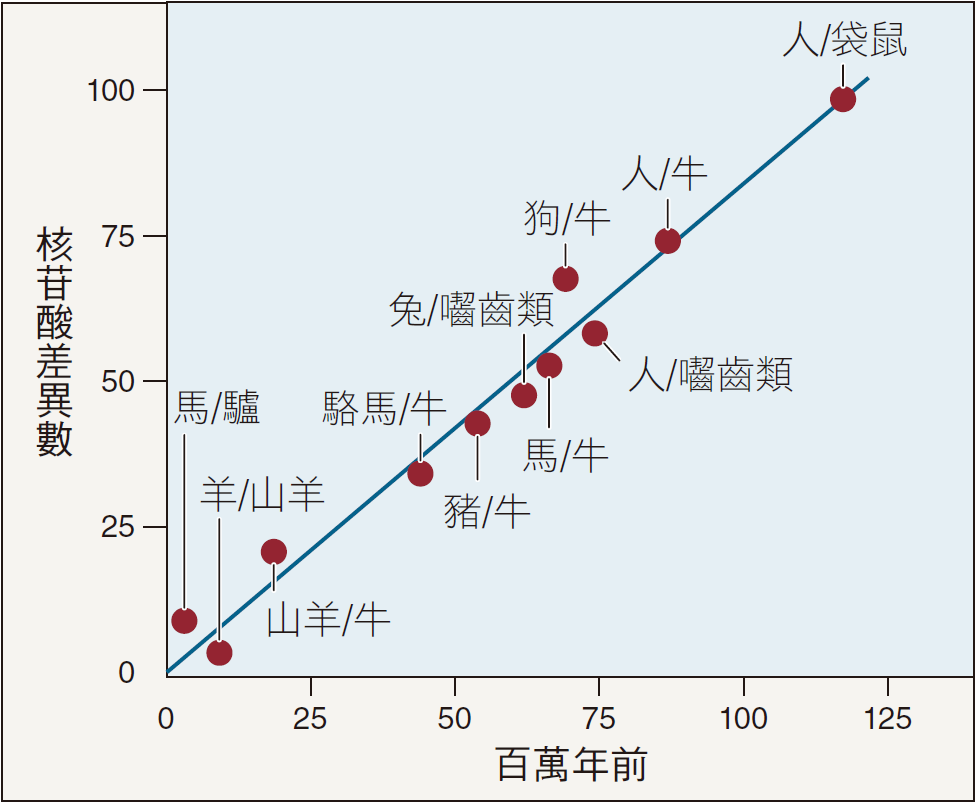 人/袋鼠
100
人/牛
狗/牛
75
核苷酸差異數
兔/囓齒類
人/囓齒類
50
馬/驢
駱馬/牛
馬/牛
羊/山羊
豬/牛
25
山羊/牛
0
0 25 50 75 100 125
百萬年前